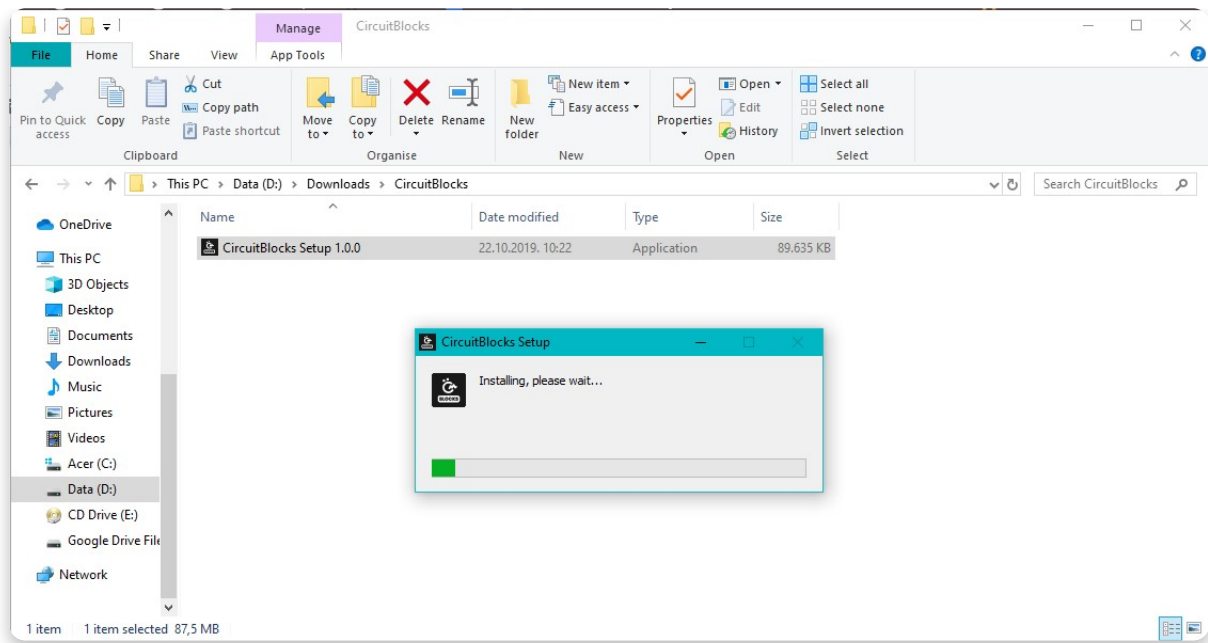 Manage CircuitBlocks
File Home Share View App Tools
Pin to Quick access
Copy
Paste
Cut
Copy path
Paste shortcut
Clipboard
Move to
Copy to
Delete
Rename
Organise
New folder
New item
Easy access
New
Properties
Open
Edit
History
Open
Select all
Select none
Invert selection
Select
This PC > Data (D:) > Downloads > CircuitBlocks
Search CircuitBlocks
Name Date modified Type Size
CircuitBlocks Setup 1.0.0 22.10.2019. 10:22 Application 89.635 KB
OneDrive
This PC
3D Objects
Desktop
Documents
Downloads
Music
Pictures
Videos
Acer (C:)
Data (D:)
CD Drive (E:)
Google Drive File
Network
CircuitBlocks Setup
Installing, please wait...
BLOCKS
1 item 1 item selected 87,5 MB